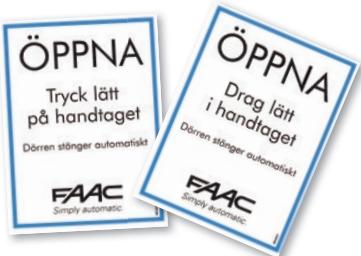 ÖPPNA
Tryck lätt
på handtaget
Dörren stänger automatiskt
FAAC
Simply automatic.
ÖPPNA
Drag lätt
i handtaget
Dörren stänger automatiskt
FAAC
Simply automatic.